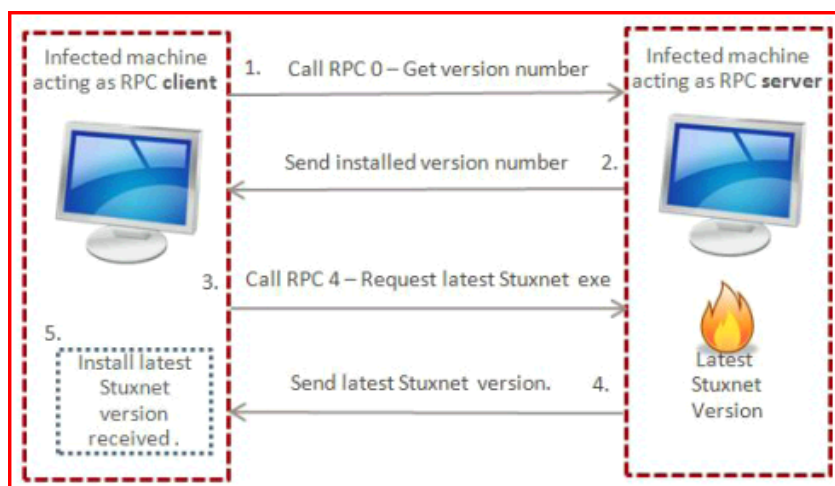 Infected machine
acting as RPC client
1. Call RPC 0 – Get version number
Infected machine
acting as RPC server
Send installed version number 2.
3. Call RPC 4 – Request latest Stuxnet exe
5.
Install latest
Stuxnet
version
received .
Send latest Stuxnet version. 4.
Latest
Stuxnet
Version